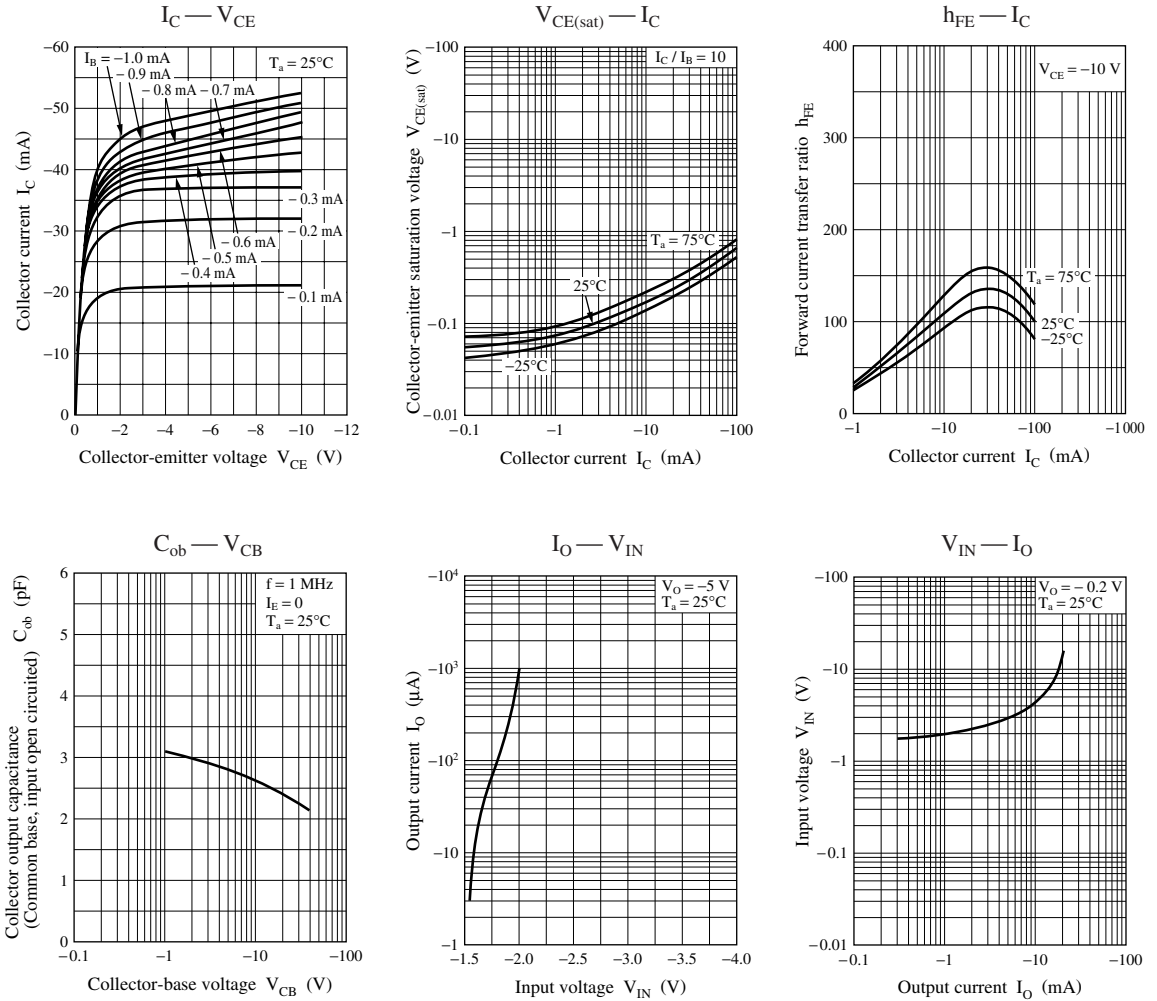 I_C — V_CE
−60
−50
−40
−30
−20
−10
0
0
−2
−4
−6
−8
−10
−12
Collector current I_C (mA)
Collector-emitter voltage V_CE (V)
T_a = 25°C
I_B = −1.0 mA
− 0.9 mA
− 0.8 mA
− 0.7 mA
− 0.3 mA
− 0.2 mA
− 0.6 mA
− 0.5 mA
− 0.4 mA
− 0.1 mA
V_CE(sat) — I_C
−100
−10
−1
−0.1
−0.01
−0.1
−1
−10
−100
Collector-emitter saturation voltage V_CE(sat) (V)
Collector current I_C (mA)
I_C / I_B = 10
T_a = 75°C
25°C
−25°C
h_FE — I_C
400
300
200
100
0
−1
−10
−100
−1 000
Forward current transfer ratio h_FE
Collector current I_C (mA)
V_CE = −10 V
T_a = 75°C
25°C
−25°C
C_ob — V_CB
6
5
4
3
2
1
0
−0.1
−1
−10
−100
Collector output capacitance
(Common base, input open circuited) C_ob (pF)
Collector-base voltage V_CB (V)
f = 1 MHz
I_E = 0
T_a = 25°C
I_O — V_IN
−10⁴
−10³
−10²
−10
−1
−1.5
−2.0
−2.5
−3.0
−3.5
−4.0
Output current I_O (µA)
Input voltage V_IN (V)
V_O = −5 V
T_a = 25°C
V_IN — I_O
−100
−10
−1
−0.1
−0.01
−0.1
−1
−10
−100
Input voltage V_IN (V)
Output current I_O (mA)
V_O = − 0.2 V
T_a = 25°C